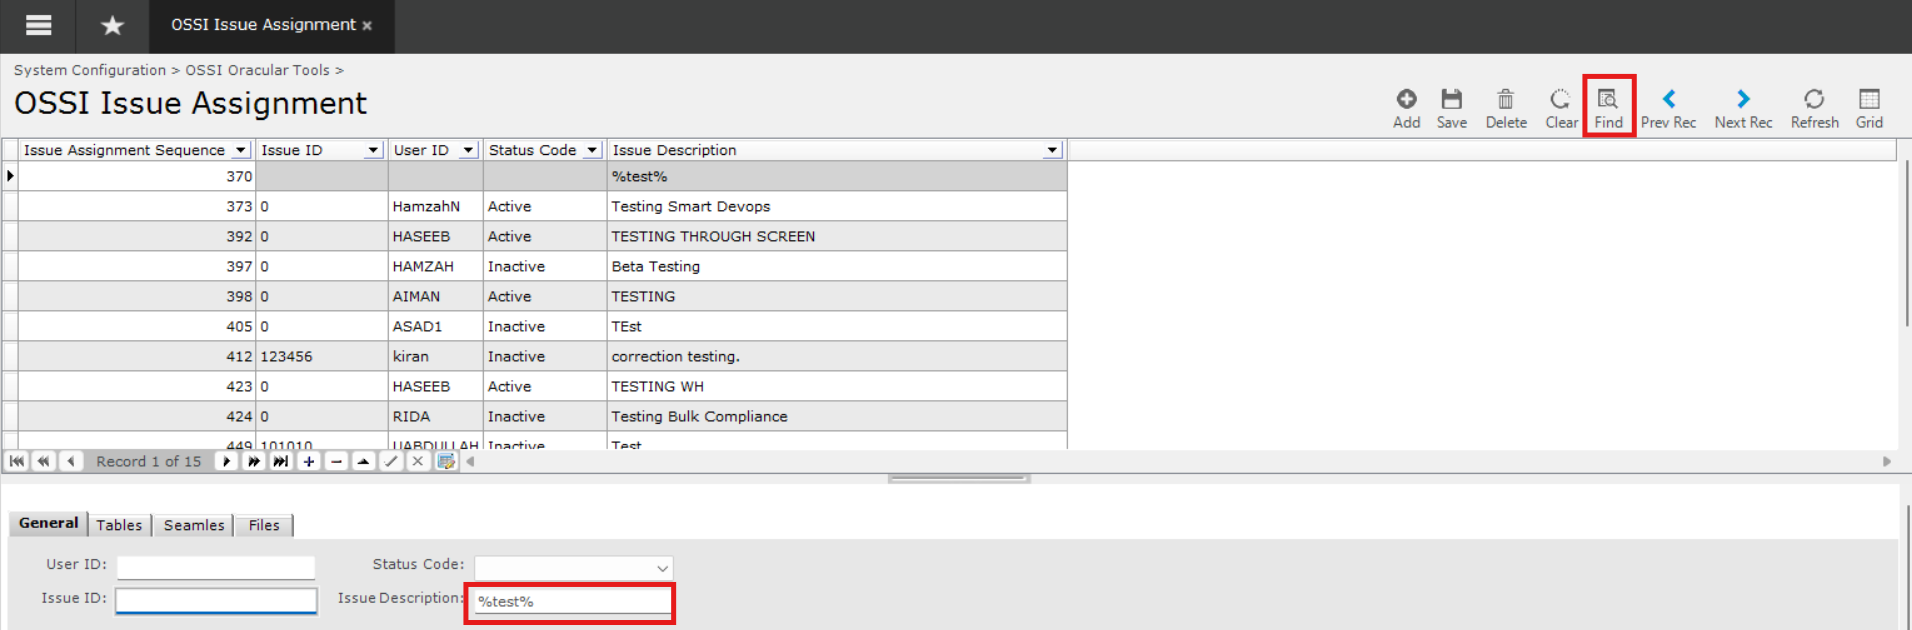 OSSI Issue Assignment ×
System Configuration > OSSI Oracular Tools >
OSSI Issue Assignment
Add Save Delete Clear Find Prev Rec Next Rec Refresh Grid
Issue Assignment Sequence Issue ID User ID Status Code Issue Description
370 %test%
373 0 HamzahN Active Testing Smart Devops
392 0 HASEEB Active TESTING THROUGH SCREEN
397 0 HAMZAH Inactive Beta Testing
398 0 AIMAN Active TESTING
405 0 ASAD1 Inactive TEst
412 123456 kiran Inactive correction testing.
423 0 HASEEB Active TESTING WH
424 0 RIDA Inactive Testing Bulk Compliance
449 101010 UABDULLAH Inactive Test
Record 1 of 15
General Tables Seamles Files
User ID: Status Code:
Issue ID: Issue Description: %test%